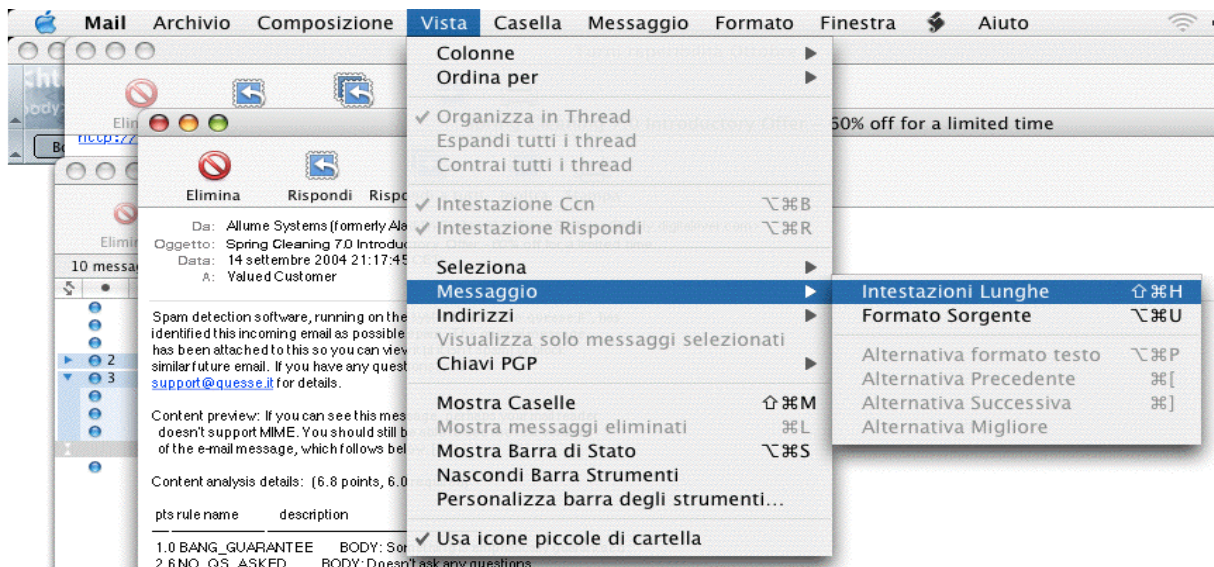 Mail Archivio Composizione Vista Casella Messaggio Formato Finestra Aiuto
Colonne
Ordina per
✓ Organizza in Thread
Espandi tutti i thread
Contrai tutti i thread
✓ Intestazione Ccn ⌥⌘B
✓ Intestazione Rispondi ⌥⌘R
Seleziona
Messaggio
Indirizzi
Visualizza solo messaggi selezionati
Chiavi PGP
Mostra Caselle ⇧⌘M
Mostra messaggi eliminati ⌘L
Mostra Barra di Stato ⌥⌘S
Nascondi Barra Strumenti
Personalizza barra degli strumenti...
✓ Usa icone piccole di cartella
Intestazioni Lunghe ⇧⌘H
Formato Sorgente ⌥⌘U
Alternativa formato testo ⌥⌘P
Alternativa Precedente ⌘[
Alternativa Successiva ⌘]
Alternativa Migliore
60% off for a limited time
http://
Elimina Rispondi
Da: Allume Systems (formerly
Oggetto: Spring Cleaning 7.0
Data: 14 settembre 2004 21:17:45
A: Valued Customer
10
2
3
Spam detection software, running on the
identified this incoming email as possible
has been attached to this so you can view
similar future email. If you have any
support@quesse.it for details.
Content preview: If you can see this
doesn't support MIME. You should still
of the e-mail message, which follows
Content analysis details: (6.8 points,
pts rule name description
1.0 BANG_GUARANTEE BODY:
2.6 NO_QS_ASKED BODY: Doesn't ask any questions